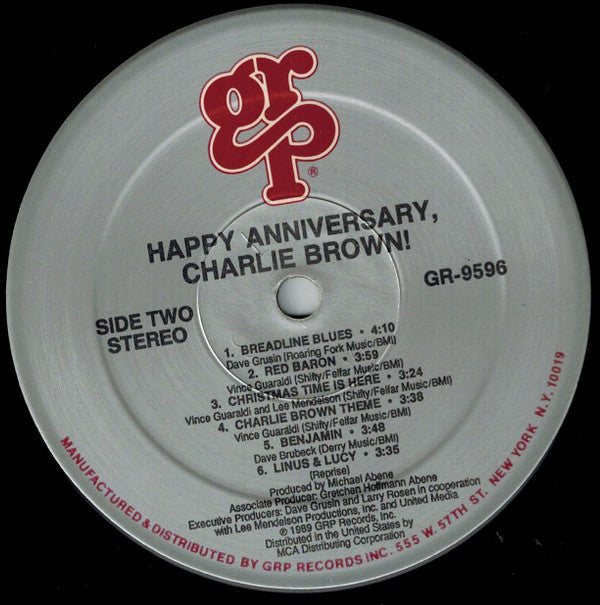 grp®
HAPPY ANNIVERSARY,
CHARLIE BROWN!
GR-9596
SIDE TWO
STEREO
1. BREADLINE BLUES • 4:10
Dave Grusin (Roaring Fork Music/BMI)
2. RED BARON • 3:59
Vince Guaraldi (Shifty/Felfar Music/BMI)
3. CHRISTMAS TIME IS HERE • 3:24
Vince Guaraldi and Lee Mendelson (Shifty/Felfar Music/BMI)
4. CHARLIE BROWN THEME • 3:38
Vince Guaraldi (Shifty/Felfar Music/BMI)
5. BENJAMIN • 3:48
Dave Brubeck (Derry Music/BMI)
6. LINUS & LUCY • 3:35
(Reprise)
Produced by Michael Abene
Associate Producer: Gretchen Hoffmann Abene
Executive Producers: Dave Grusin and Larry Rosen in cooperation
with Lee Mendelson Productions, Inc. and United Media
℗ 1989 GRP Records, Inc.
Distributed in the United States by
MCA Distributing Corporation
MANUFACTURED & DISTRIBUTED BY GRP RECORDS INC. 555 W. 57TH ST. NEW YORK N.Y. 10019